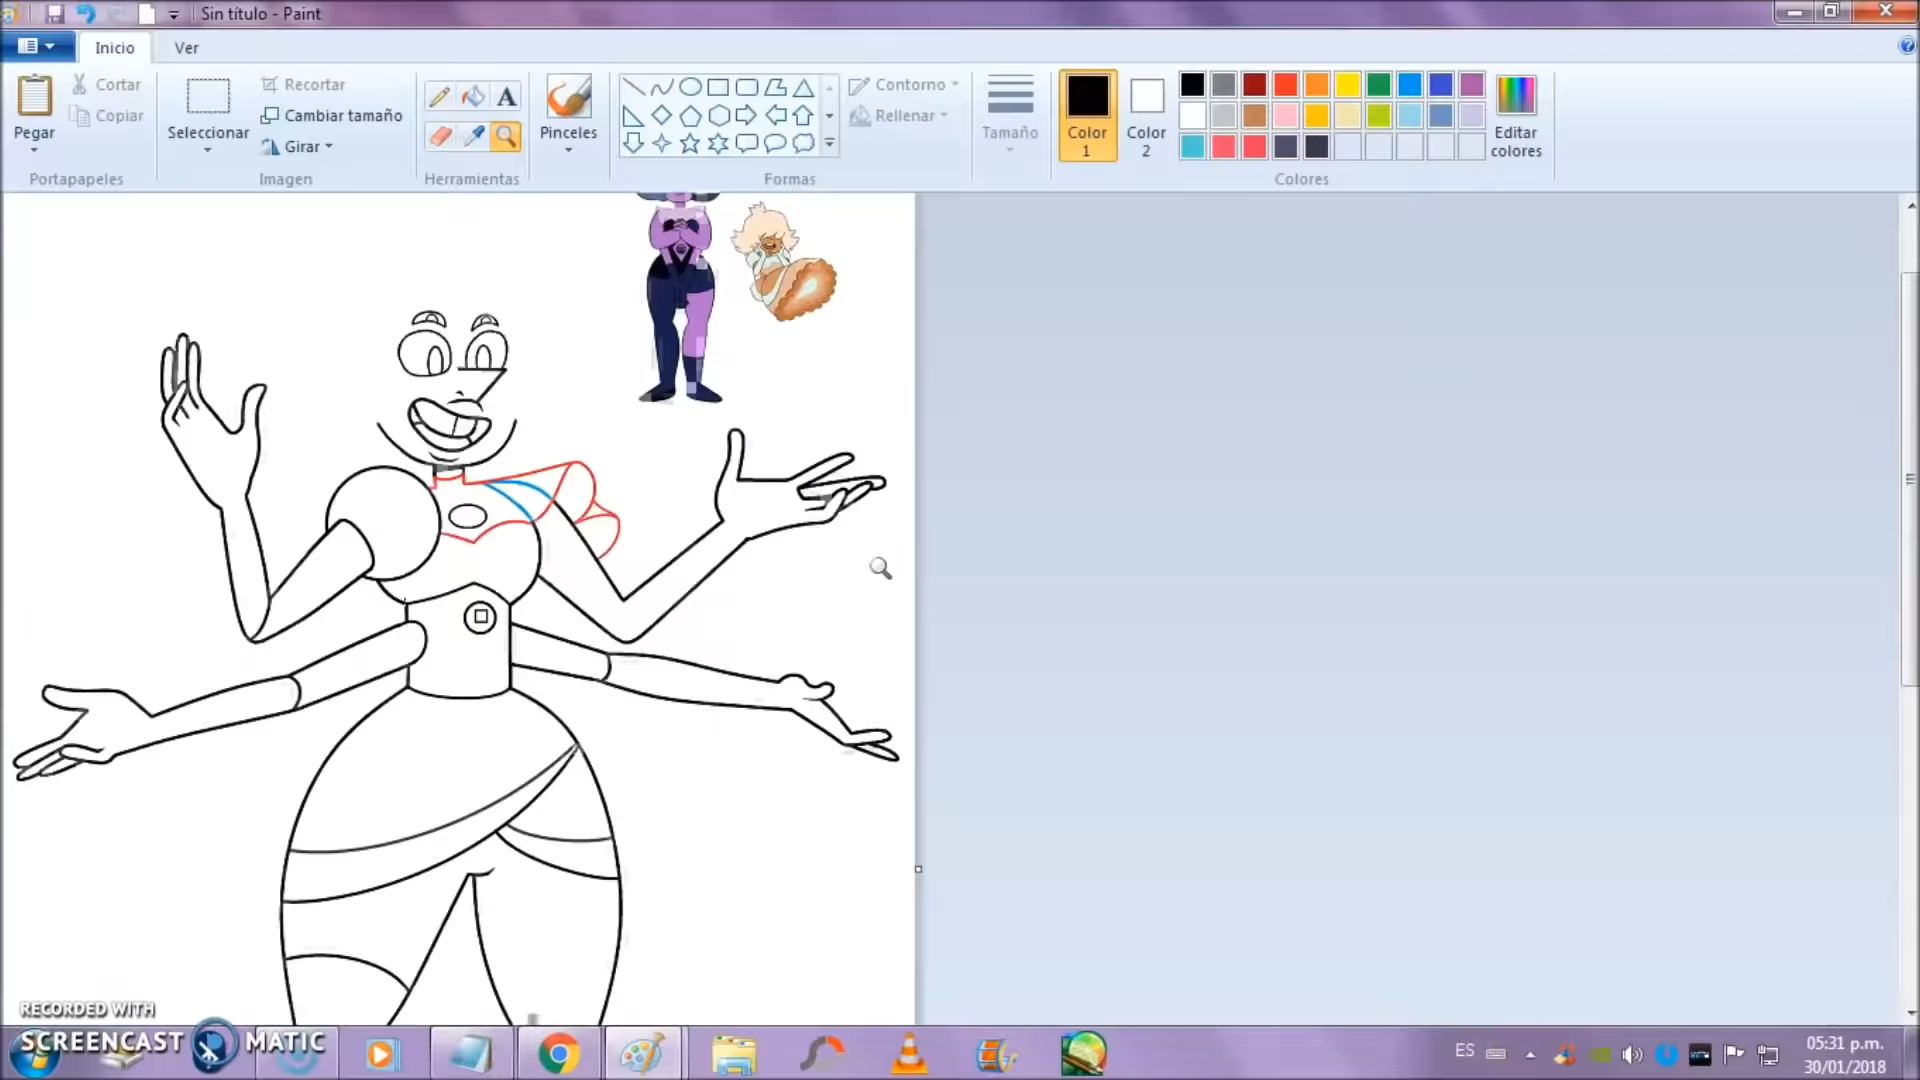 Sin título - Paint
Inicio
Ver
Pegar
Cortar
Copiar
Portapapeles
Seleccionar
Recortar
Cambiar tamaño
Girar
Imagen
A
Herramientas
Pinceles
Formas
Contorno
Rellenar
Tamaño
Color
1
Color
2
Editar
colores
Colores
RECORDED WITH
SCREENCAST MATIC
ES
05:31 p.m.
30/01/2018